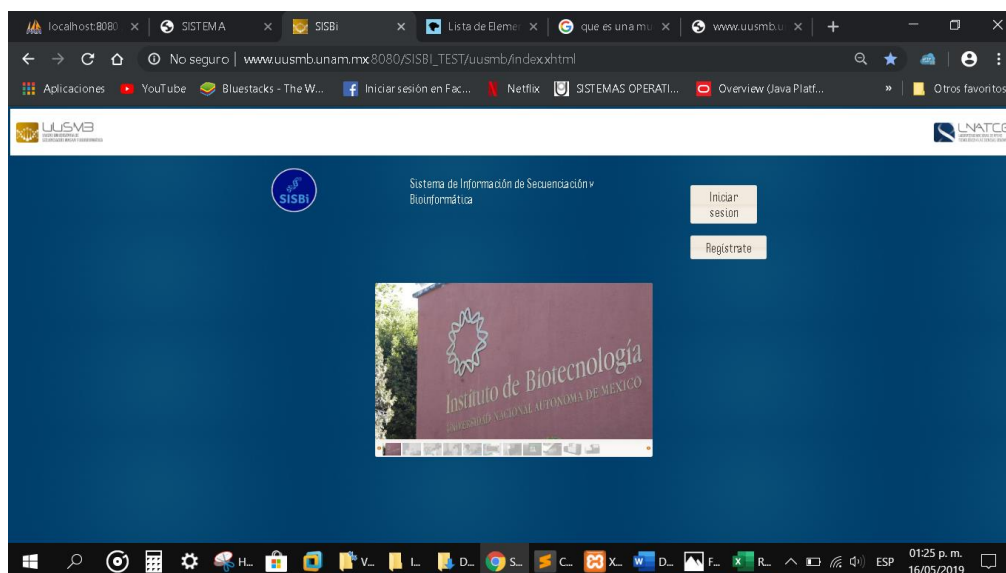 localhost:8080
SISTEMA
SISBi
Lista de Elemen
que es una mu
www.uusmb.u
No seguro | www.uusmb.unam.mx:8080/SISBI_TEST/uusmb/index.xhtml
Aplicaciones YouTube Bluestacks - The W... Iniciar sesión en Fac... Netflix SISTEMAS OPERATI... Overview (Java Platf... » Otros favoritos
UUSMB
LNATCG
SISBi
Sistema de Información de Secuenciación y
Bioinformática
Iniciar
sesion
Regístrate
Instituto de Biotecnología
UNIVERSIDAD NACIONAL AUTÓNOMA DE MÉXICO
H... V... I... D... S... C... X... D... F... R... ESP
01:25 p. m.
16/05/2019